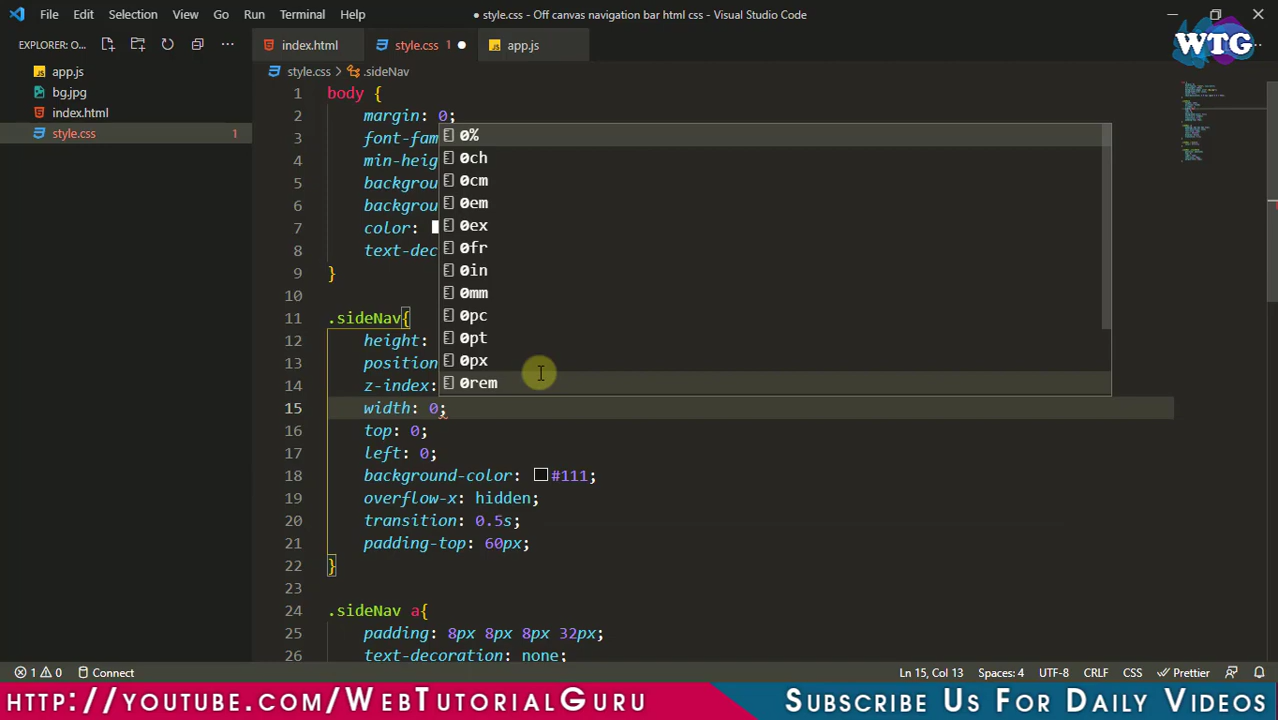 File Edit Selection View Go Run Terminal Help
● style.css - Off canvas navigation bar html css - Visual Studio Code
WTG
EXPLORER: O...
index.html
style.css 1
app.js
app.js
bg.jpg
index.html
style.css 1
style.css > .sideNav
1 body {
2 margin: 0;
3 font-fam
4 min-heig
5 backgrou
6 backgrou
7 color:
8 text-dec
9 }
10
11 .sideNav{
12 height:
13 position
14 z-index:
15 width: 0;
16 top: 0;
17 left: 0;
18 background-color: #111;
19 overflow-x: hidden;
20 transition: 0.5s;
21 padding-top: 60px;
22 }
23
24 .sideNav a{
25 padding: 8px 8px 8px 32px;
26 text-decoration: none;
0%
0ch
0cm
0em
0ex
0fr
0in
0mm
0pc
0pt
0px
0rem
1 0 Connect
Ln 15, Col 13 Spaces: 4 UTF-8 CRLF CSS Prettier
http://youtube.com/WebTutorialGuru
Subscribe Us For Daily Videos